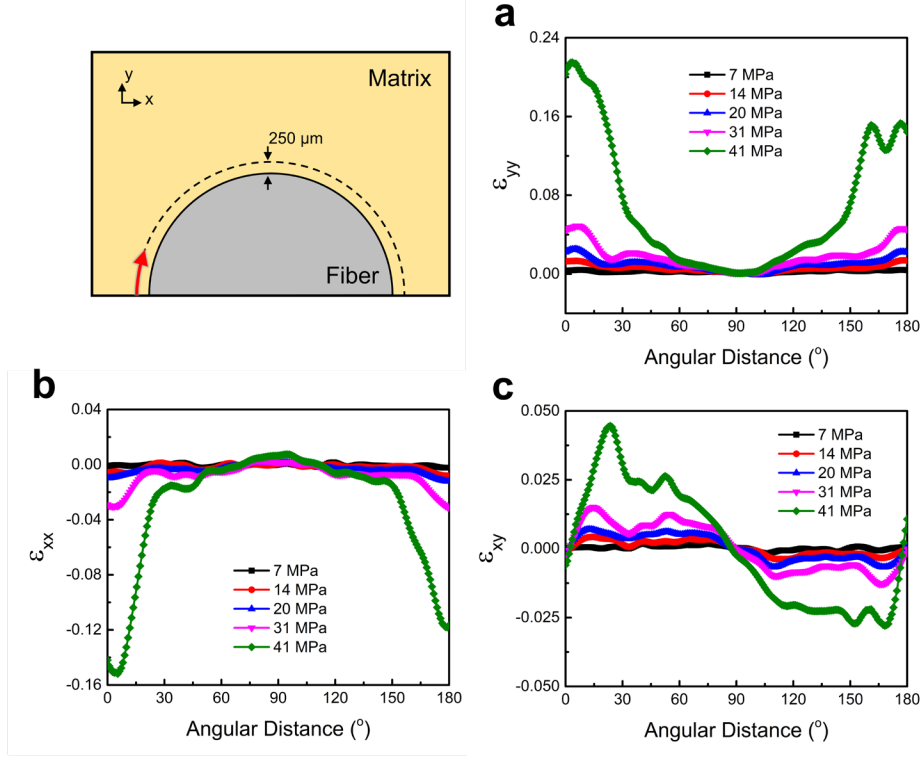 a
y
x
Matrix
250 µm
Fiber
0.24
0.16
0.08
0.00
εyy
7 MPa
14 MPa
20 MPa
31 MPa
41 MPa
0 30 60 90 120 150 180
Angular Distance (o)
b
0.04
0.00
-0.04
-0.08
-0.12
-0.16
εxx
7 MPa
14 MPa
20 MPa
31 MPa
41 MPa
0 30 60 90 120 150 180
Angular Distance (o)
c
0.050
0.025
0.000
-0.025
-0.050
εxy
7 MPa
14 MPa
20 MPa
31 MPa
41 MPa
0 30 60 90 120 150 180
Angular Distance (o)